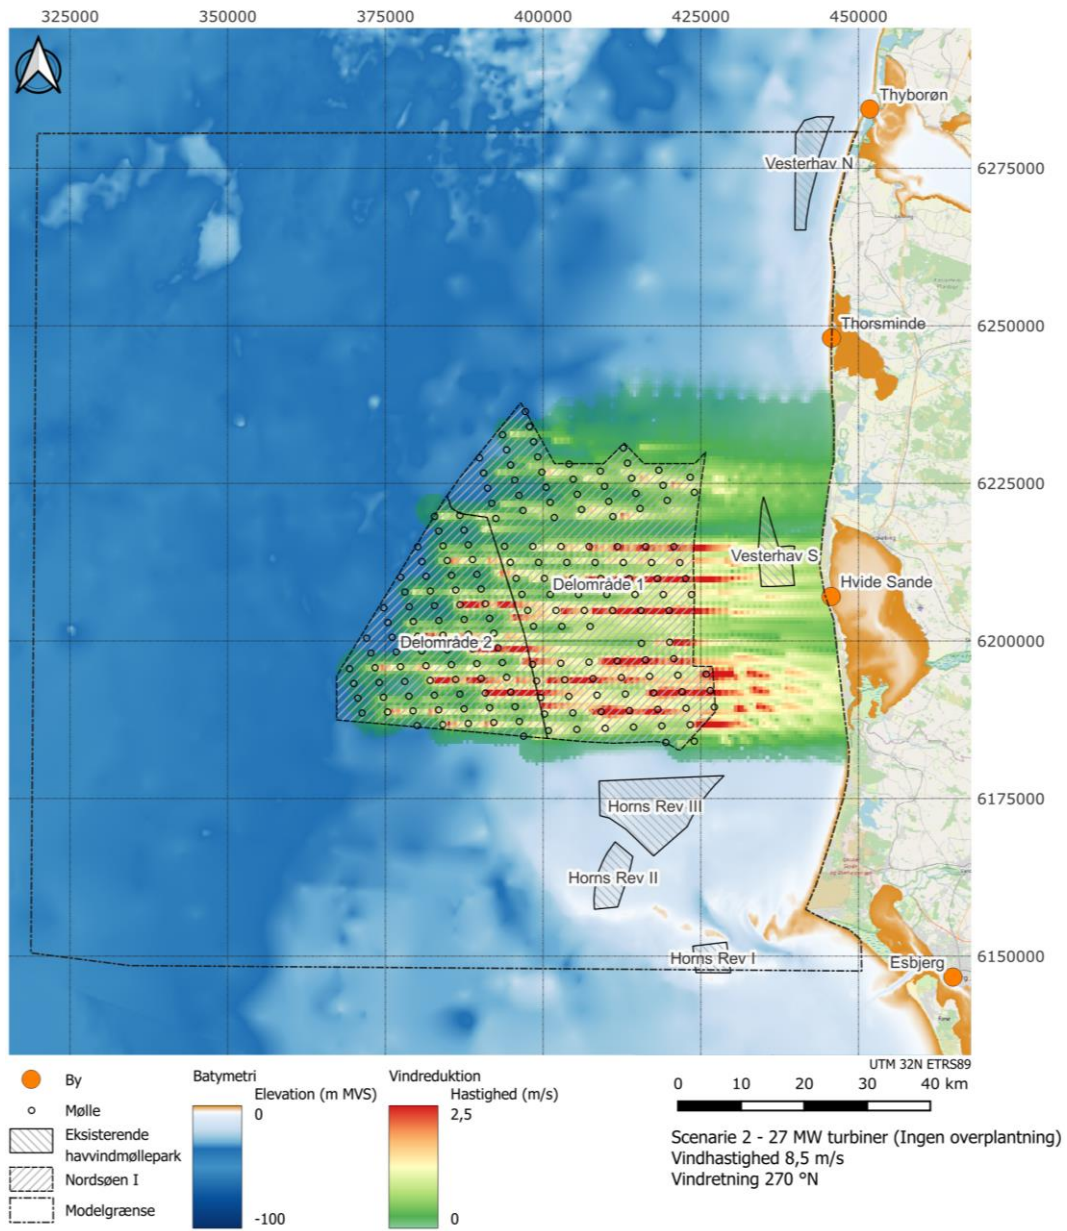 325000 350000 375000 400000 425000 450000
Thyborøn
Vesterhav N
6275000
Thorsminde
6250000
6225000
Vesterhav S
Delområde 1
Hvide Sande
Delområde 2
6200000
6175000
Horns Rev III
Horns Rev II
Horns Rev I
6150000
Esbjerg
UTM 32N ETRS89
By
Mølle
Eksisterende
havvindmøllepark
Nordsøen I
Modelgrænse
Batymetri
Elevation (m MVS)
0
-100
Vindreduktion
Hastighed (m/s)
2,5
0
0 10 20 30 40 km
Scenarie 2 - 27 MW turbiner (Ingen overplantning)
Vindhastighed 8,5 m/s
Vindretning 270 °N